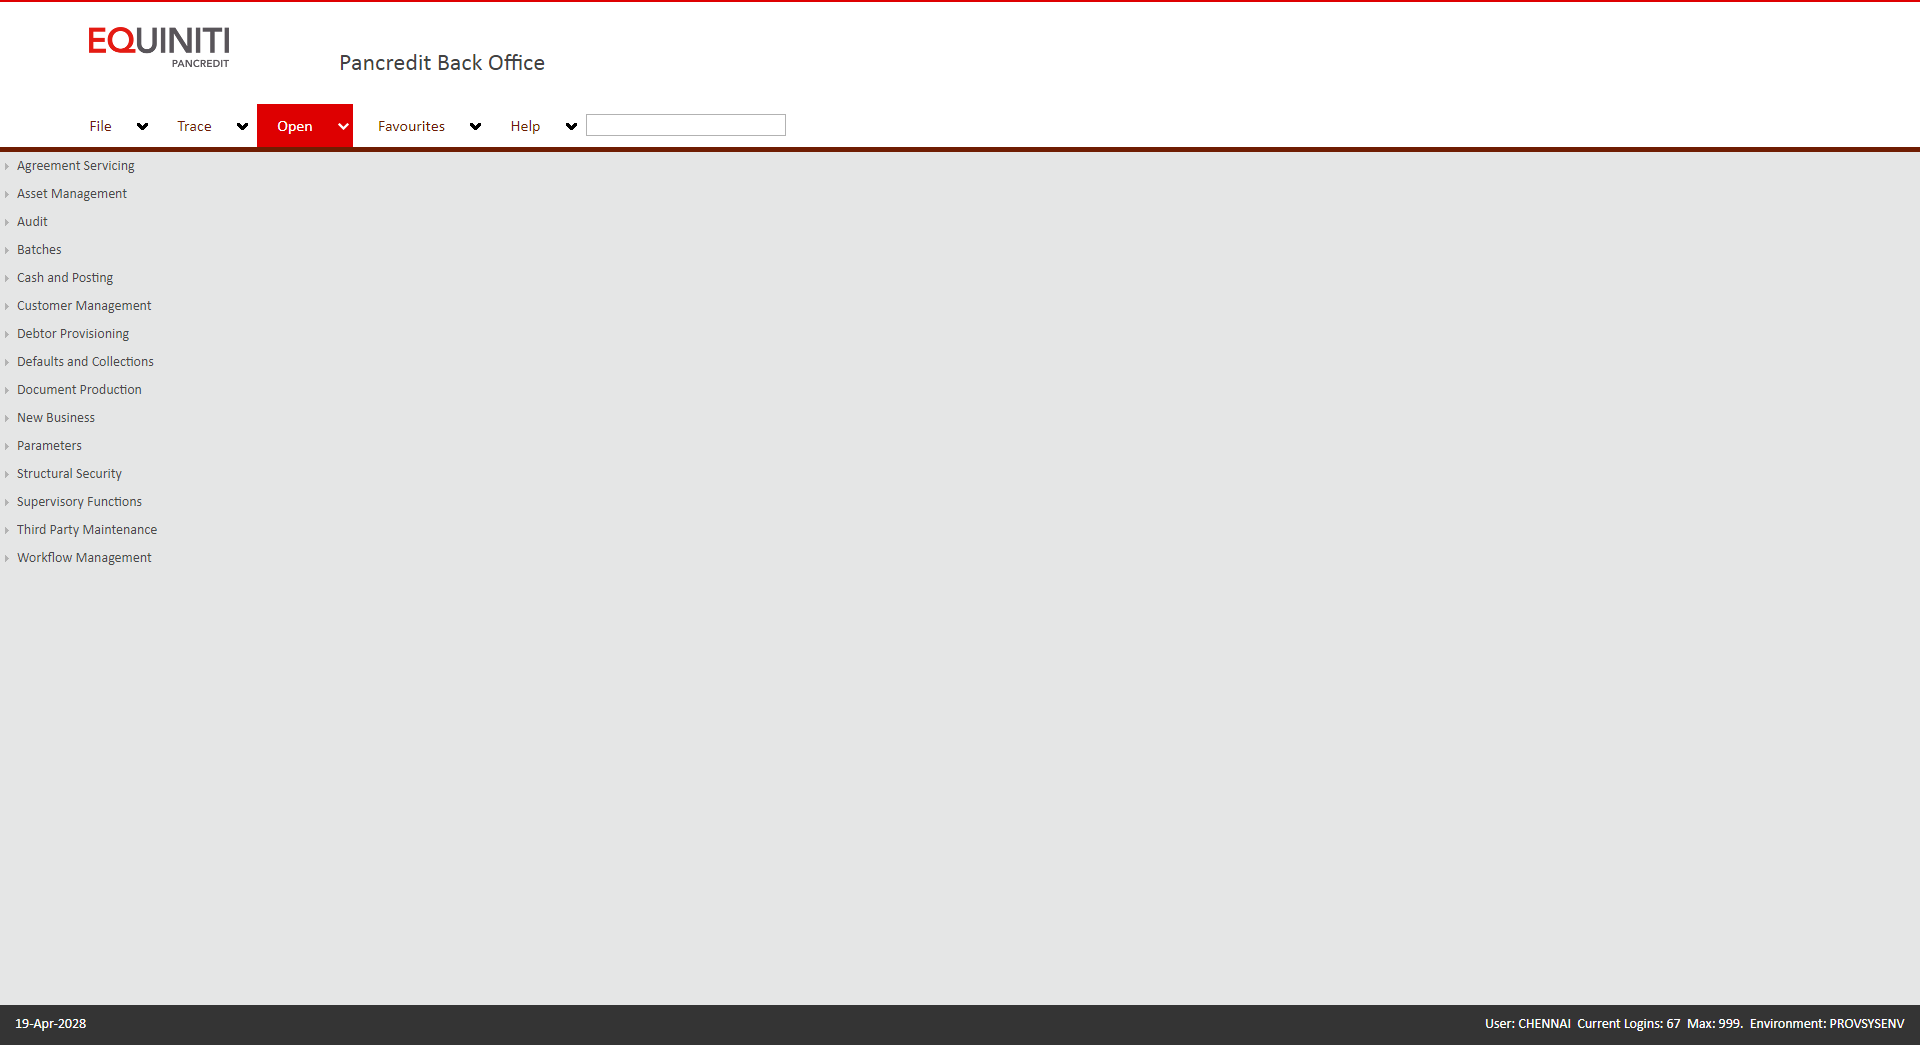 EQUINITI
PANCREDIT
Pancredit Back Office
File Trace Open Favourites Help
Agreement Servicing
Asset Management
Audit
Batches
Cash and Posting
Customer Management
Debtor Provisioning
Defaults and Collections
Document Production
New Business
Parameters
Structural Security
Supervisory Functions
Third Party Maintenance
Workflow Management
19-Apr-2028 User: CHENNAI Current Logins: 67 Max: 999. Environment: PROVSYSENV